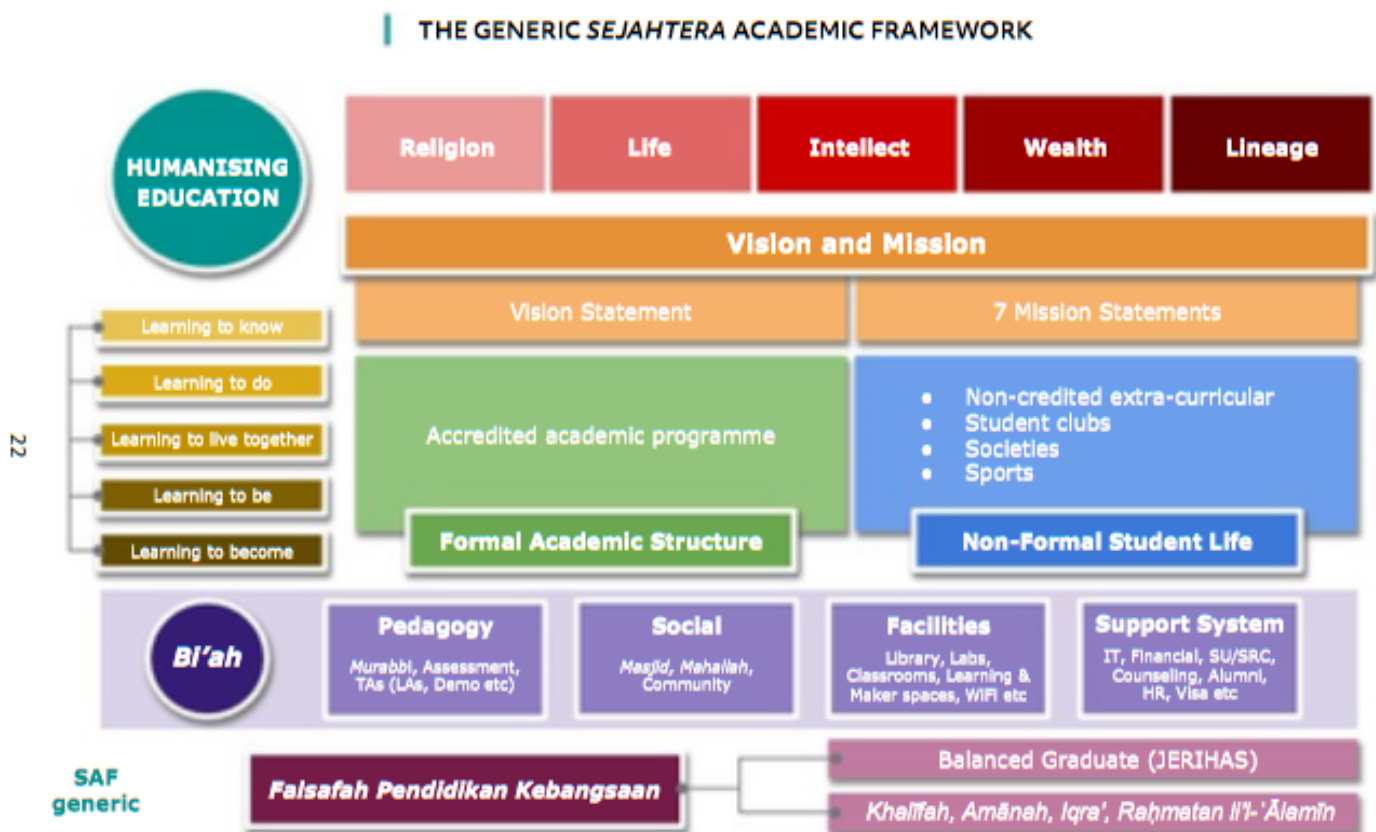 THE GENERIC SEJAHTERA ACADEMIC FRAMEWORK
HUMANISING
EDUCATION
Religion
Life
Intellect
Wealth
Lineage
Vision and Mission
Vision Statement
7 Mission Statements
Learning to know
Learning to do
Learning to live together
Learning to be
Learning to become
Accredited academic programme
Formal Academic Structure
• Non-credited extra-curricular
• Student clubs
• Societies
• Sports
Non-Formal Student Life
22
Bi'ah
Pedagogy
Murabbi, Assessment,
TAs (LAs, Demo etc)
Social
Masjid, Mahallah,
Community
Facilities
Library, Labs,
Classrooms, Learning &
Maker spaces, WiFi etc
Support System
IT, Financial, SU/SRC,
Counseling, Alumni,
HR, Visa etc
SAF
generic
Falsafah Pendidikan Kebangsaan
Balanced Graduate (JERIHAS)
Khalīfah, Amānah, Iqra', Raḥmatan li'l-'Ālamīn